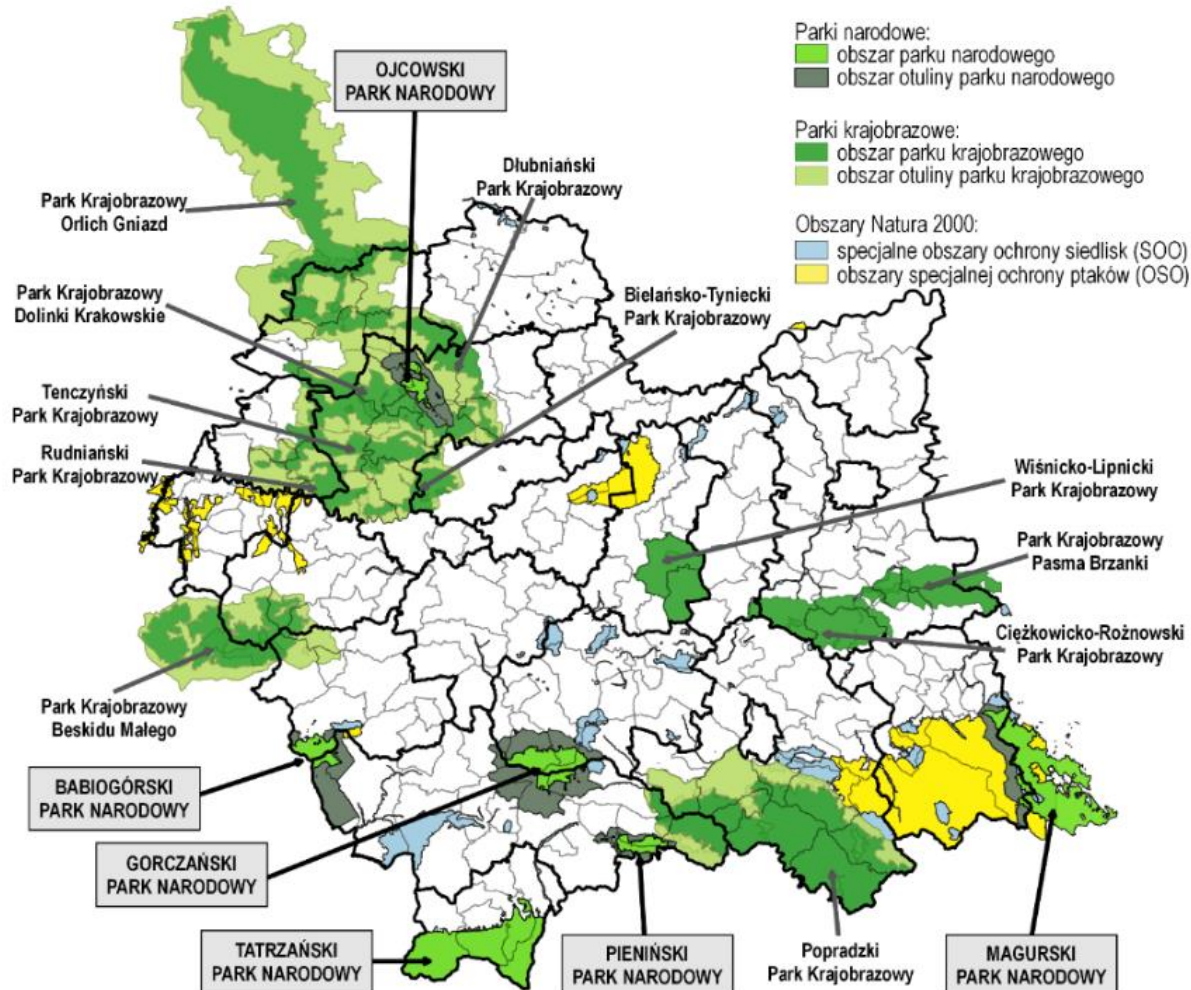 Parki narodowe:
obszar parku narodowego
obszar otuliny parku narodowego
Parki krajobrazowe:
obszar parku krajobrazowego
obszar otuliny parku krajobrazowego
Obszary Natura 2000:
specjalne obszary ochrony siedlisk (SOO)
obszary specjalnej ochrony ptaków (OSO)
OJCOWSKI
PARK NARODOWY
Dłubniański
Park Krajobrazowy
Park Krajobrazowy
Orlich Gniazd
Park Krajobrazowy
Dolinki Krakowskie
Bielańsko-Tyniecki
Park Krajobrazowy
Tenczyński
Park Krajobrazowy
Rudniański
Park Krajobrazowy
Wiśnicko-Lipnicki
Park Krajobrazowy
Park Krajobrazowy
Pasma Brzanki
Ciężkowicko-Rożnowski
Park Krajobrazowy
Park Krajobrazowy
Beskidu Małego
BABIOGÓRSKI
PARK NARODOWY
GORCZAŃSKI
PARK NARODOWY
TATRZAŃSKI
PARK NARODOWY
PIENIŃSKI
PARK NARODOWY
Popradzki
Park Krajobrazowy
MAGURSKI
PARK NARODOWY